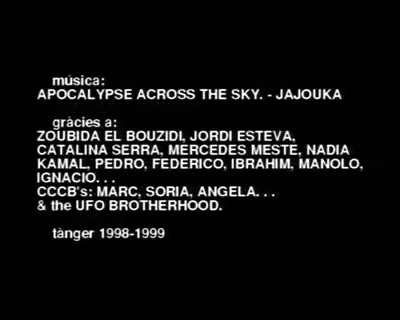 música:
APOCALYPSE ACROSS THE SKY. - JAJOUKA
gràcies a:
ZOUBIDA EL BOUZIDI, JORDI ESTEVA,
CATALINA SERRA, MERCEDES MESTE, NADIA
KAMAL, PEDRO, FEDERICO, IBRAHIM, MANOLO,
IGNACIO. . .
CCCB's: MARC, SORIA, ANGELA. . .
& the UFO BROTHERHOOD.
tànger 1998-1999